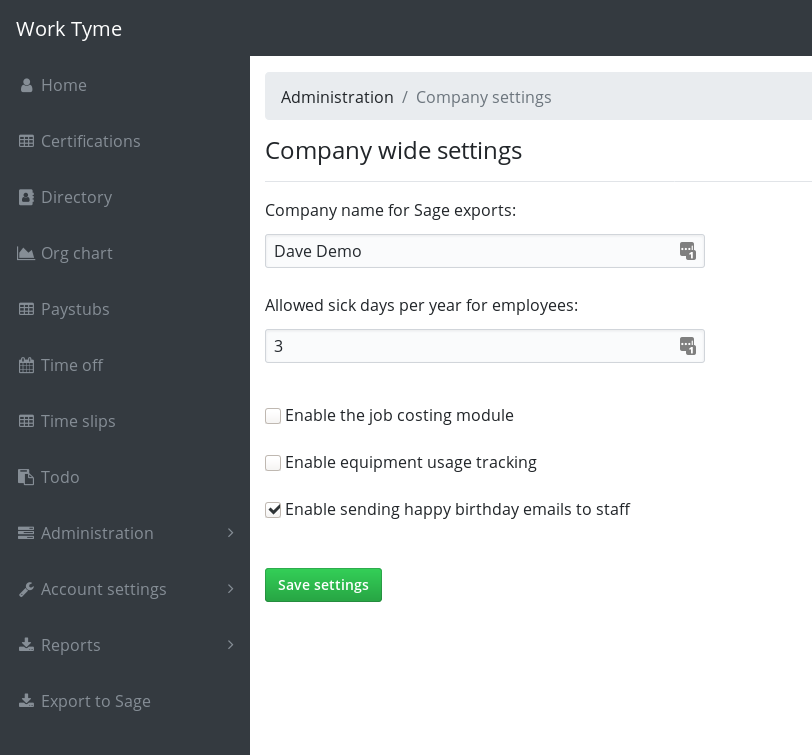 Work Tyme
Home
Certifications
Directory
Org chart
Paystubs
Time off
Time slips
Todo
Administration
Account settings
Reports
Export to Sage
Administration / Company settings
Company wide settings
Company name for Sage exports:
Dave Demo
Allowed sick days per year for employees:
3
Enable the job costing module
Enable equipment usage tracking
Enable sending happy birthday emails to staff
Save settings